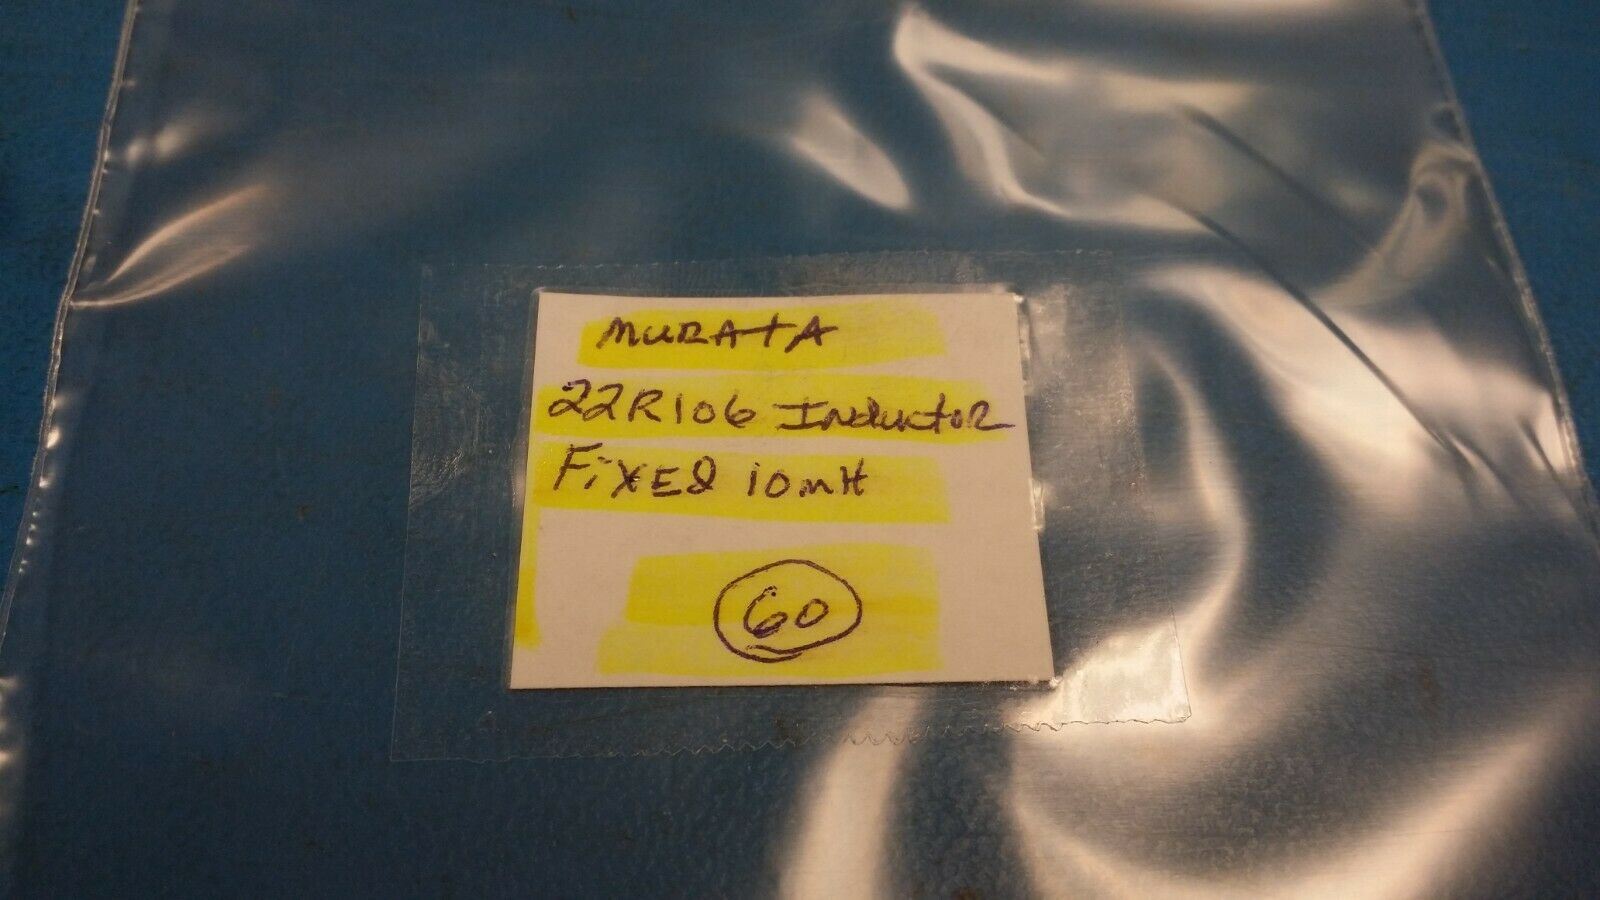 MURATA
22R106 Inductor
FixEd 10mH
60